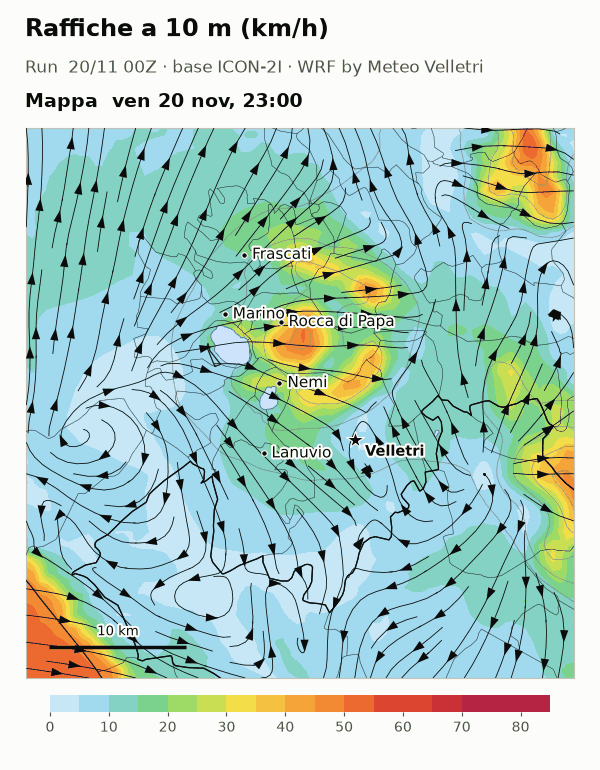 Raffiche a 10 m (km/h)
Run  20/11 00Z · base ICON-2I · WRF by Meteo Velletri
Mappa  ven 20 nov, 23:00
Frascati
Marino
Rocca di Papa
Nemi
Velletri
Lanuvio
10 km
0 10 20 30 40 50 60 70 80